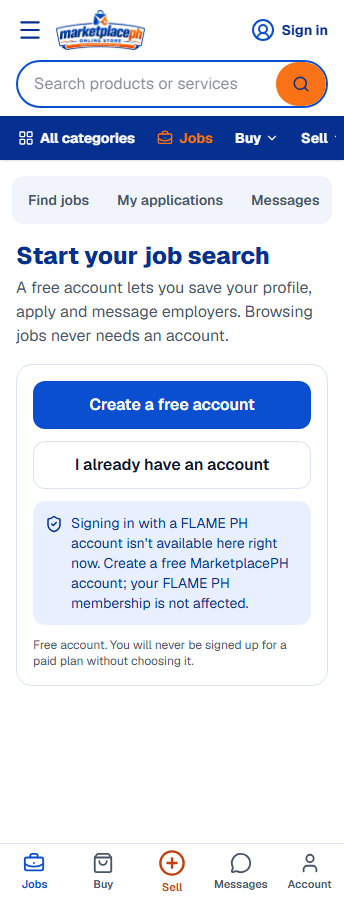 marketplaceph
ONLINE STORE
Sign in
Search products or services
All categories
Jobs
Buy
Sell
Find jobs
My applications
Messages
Start your job search
A free account lets you save your profile,
apply and message employers. Browsing
jobs never needs an account.
Create a free account
I already have an account
Signing in with a FLAME PH
account isn't available here right
now. Create a free MarketplacePH
account; your FLAME PH
membership is not affected.
Free account. You will never be signed up for a
paid plan without choosing it.
Jobs
Buy
Sell
Messages
Account